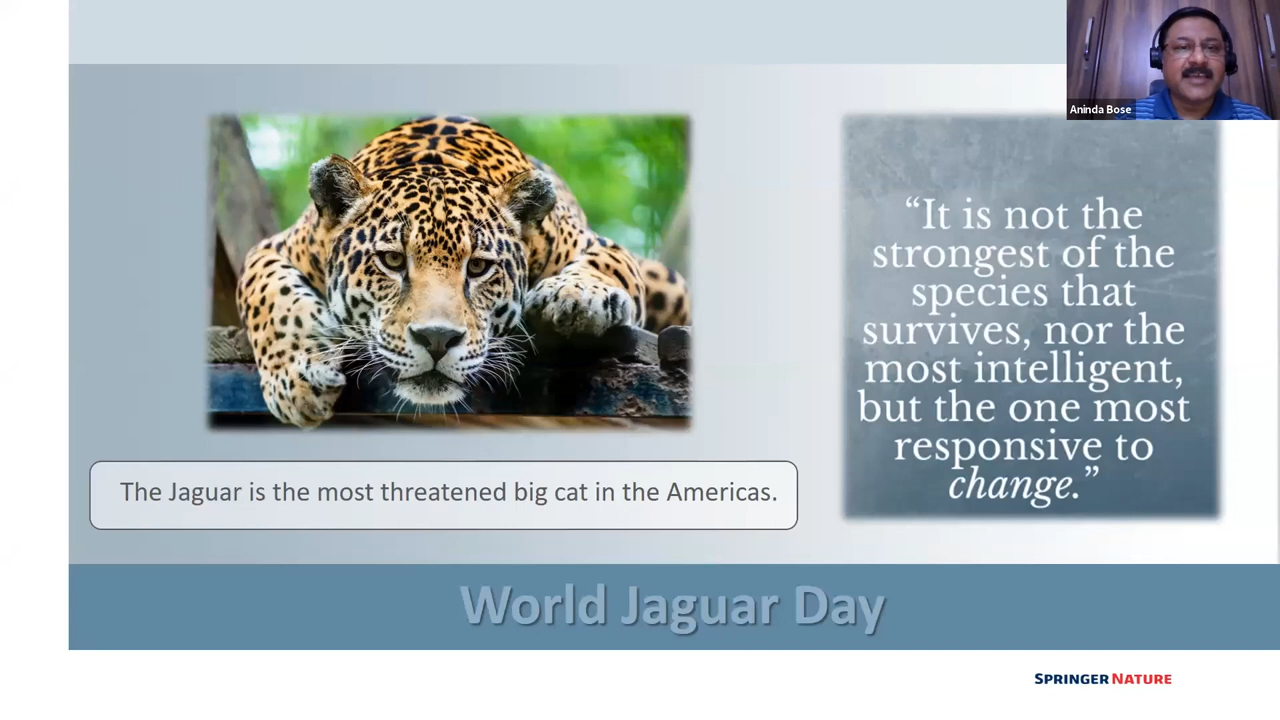 Aninda Bose
“It is not the
strongest of the
species that
survives, nor the
most intelligent,
but the one most
responsive to
change.”
The Jaguar is the most threatened big cat in the Americas.
World Jaguar Day
SPRINGER NATURE